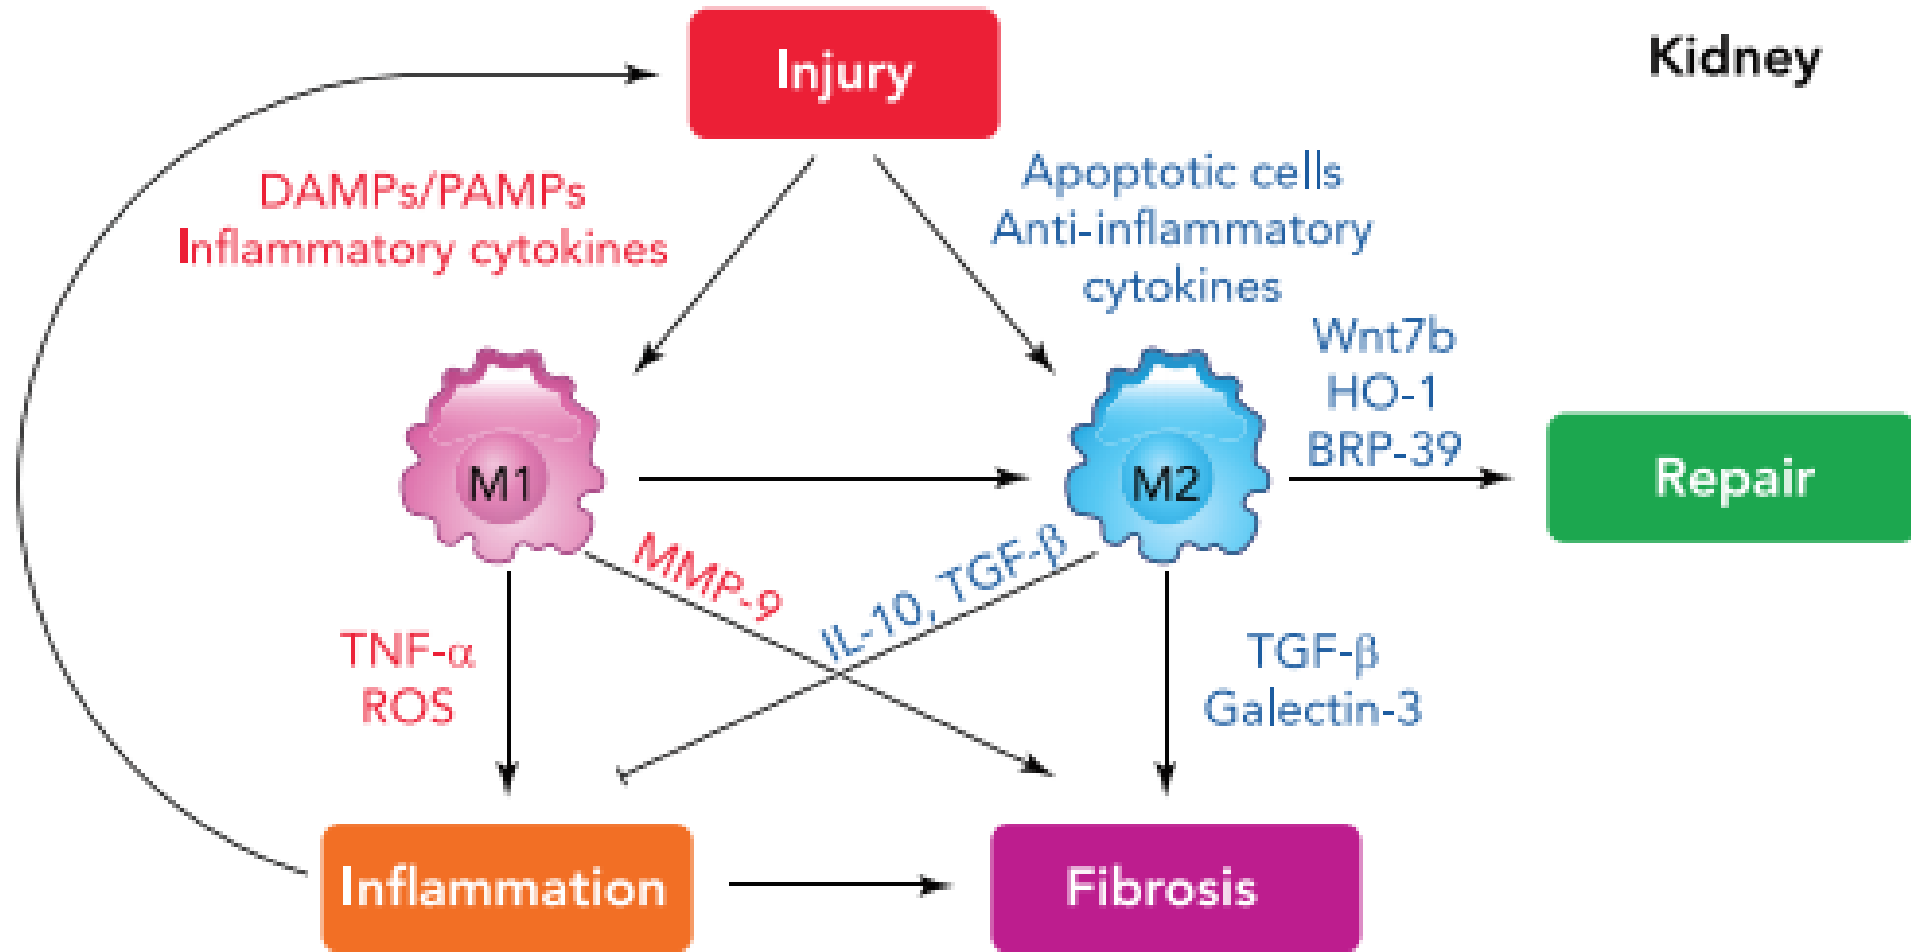 Injury
Kidney
DAMPs/PAMPs
Inflammatory cytokines
Apoptotic cells
Anti-inflammatory
cytokines
Wnt7b
HO-1
BRP-39
M1
M2
Repair
MMP-9
IL-10, TGF-β
TNF-α
ROS
TGF-β
Galectin-3
Inflammation
Fibrosis